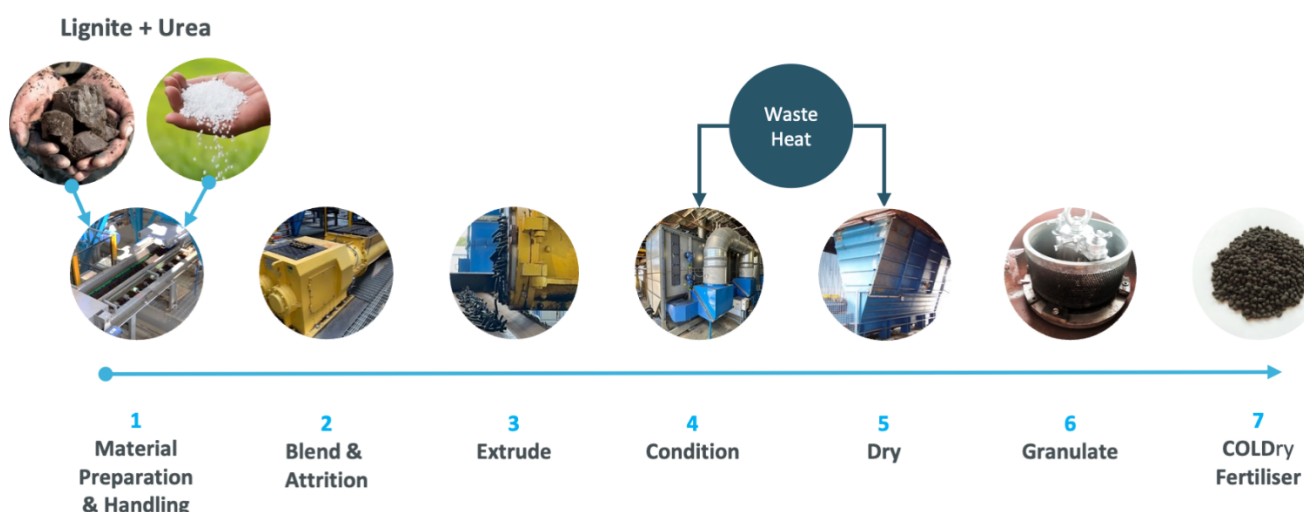 Lignite + Urea
Waste
Heat
1
Material
Preparation
& Handling
2
Blend &
Attrition
3
Extrude
4
Condition
5
Dry
6
Granulate
7
COLDry
Fertiliser